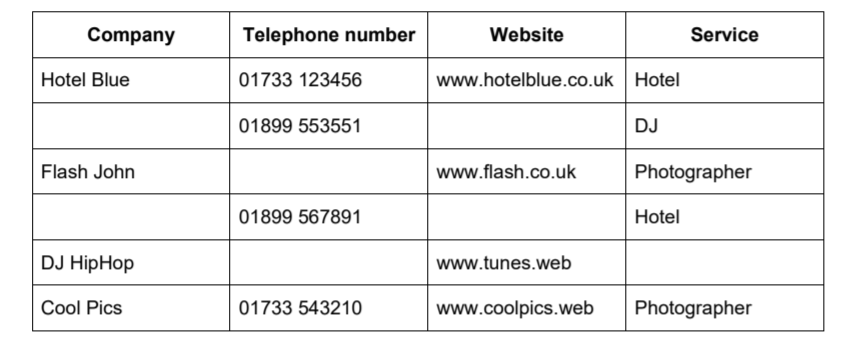 Company Telephone number Website Service
Hotel Blue 01733 123456 www.hotelblue.co.uk Hotel
01899 553551 DJ
Flash John www.flash.co.uk Photographer
01899 567891 Hotel
DJ HipHop www.tunes.web
Cool Pics 01733 543210 www.coolpics.web Photographer